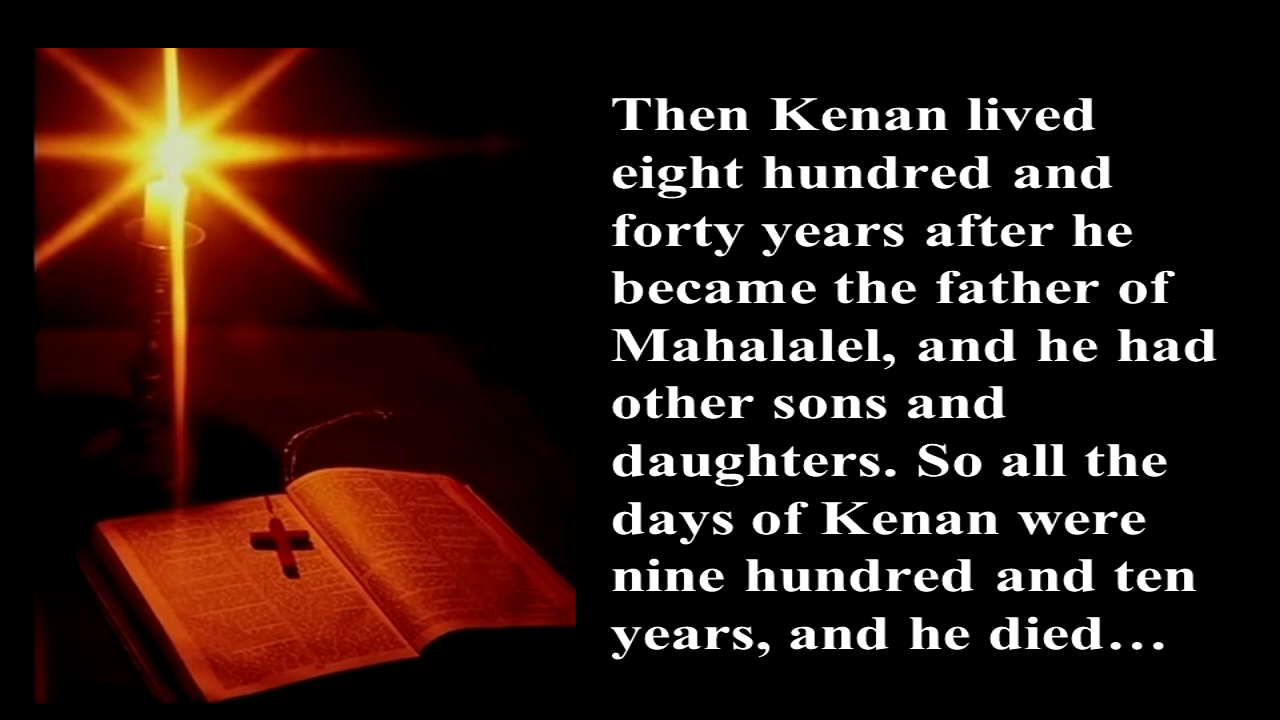 Then Kenan lived
eight hundred and
forty years after he
became the father of
Mahalalel, and he had
other sons and
daughters. So all the
days of Kenan were
nine hundred and ten
years, and he died…